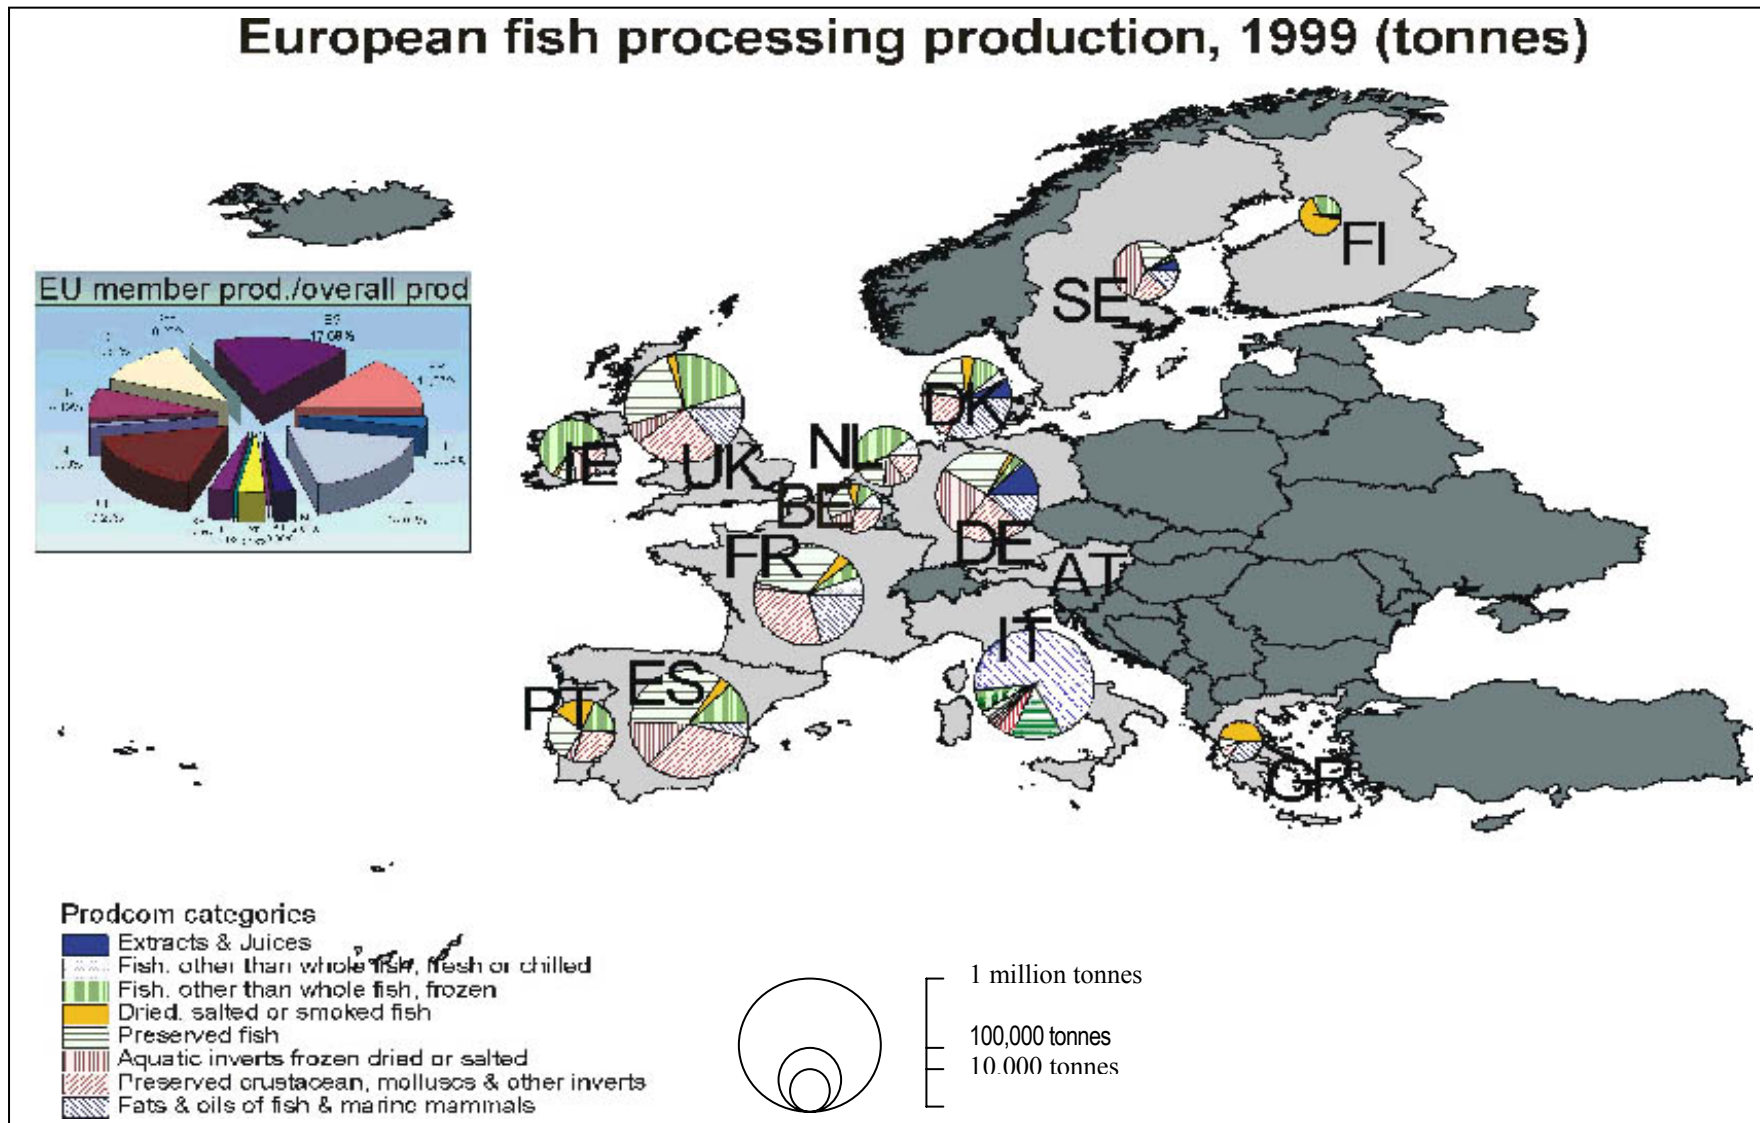 European fish processing production, 1999 (tonnes)
FI
SE
EU member prod./overall prod
ES
17.68%
DK
NL
IE
UK
BE
DE
FR
AT
IT
ES
PT
GR
Prodcom categories
Extracts & Juices
Fish. other than whole fish, fresh or chilled
Fish. other than whole fish, frozen
Dried. salted or smoked fish
Preserved fish
Aquatic inverts frozen dried or salted
Preserved crustacean, molluscs & other inverts
Fats & oils of fish & marine mammals
1 million tonnes
100,000 tonnes
10.000 tonnes